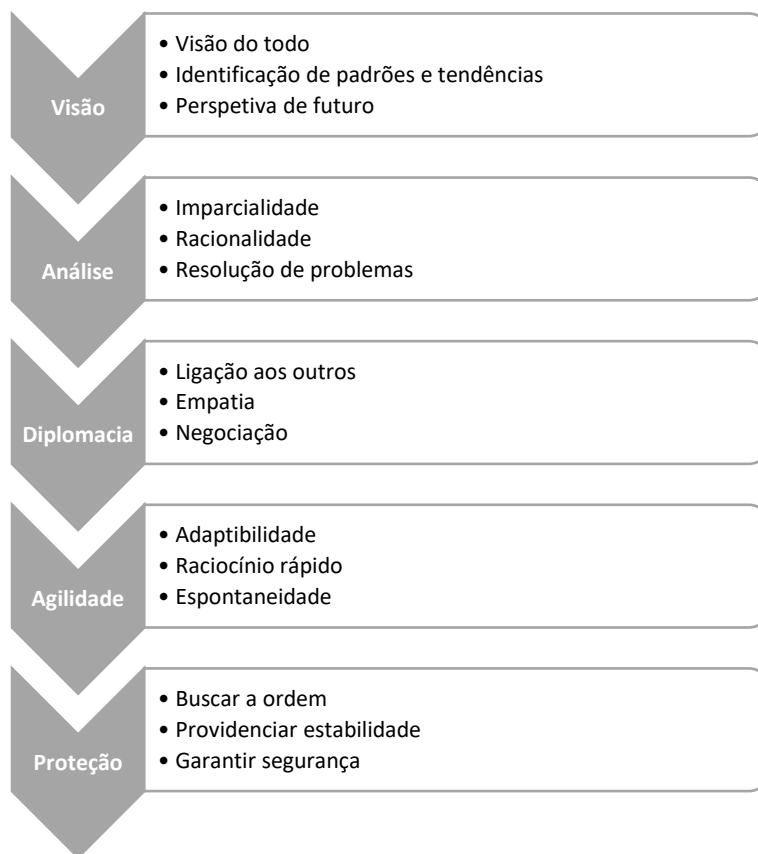 Visão
• Visão do todo
• Identificação de padrões e tendências
• Perspetiva de futuro
Análise
• Imparcialidade
• Racionalidade
• Resolução de problemas
Diplomacia
• Ligação aos outros
• Empatia
• Negociação
Agilidade
• Adaptibilidade
• Raciocínio rápido
• Espontaneidade
Proteção
• Buscar a ordem
• Providenciar estabilidade
• Garantir segurança